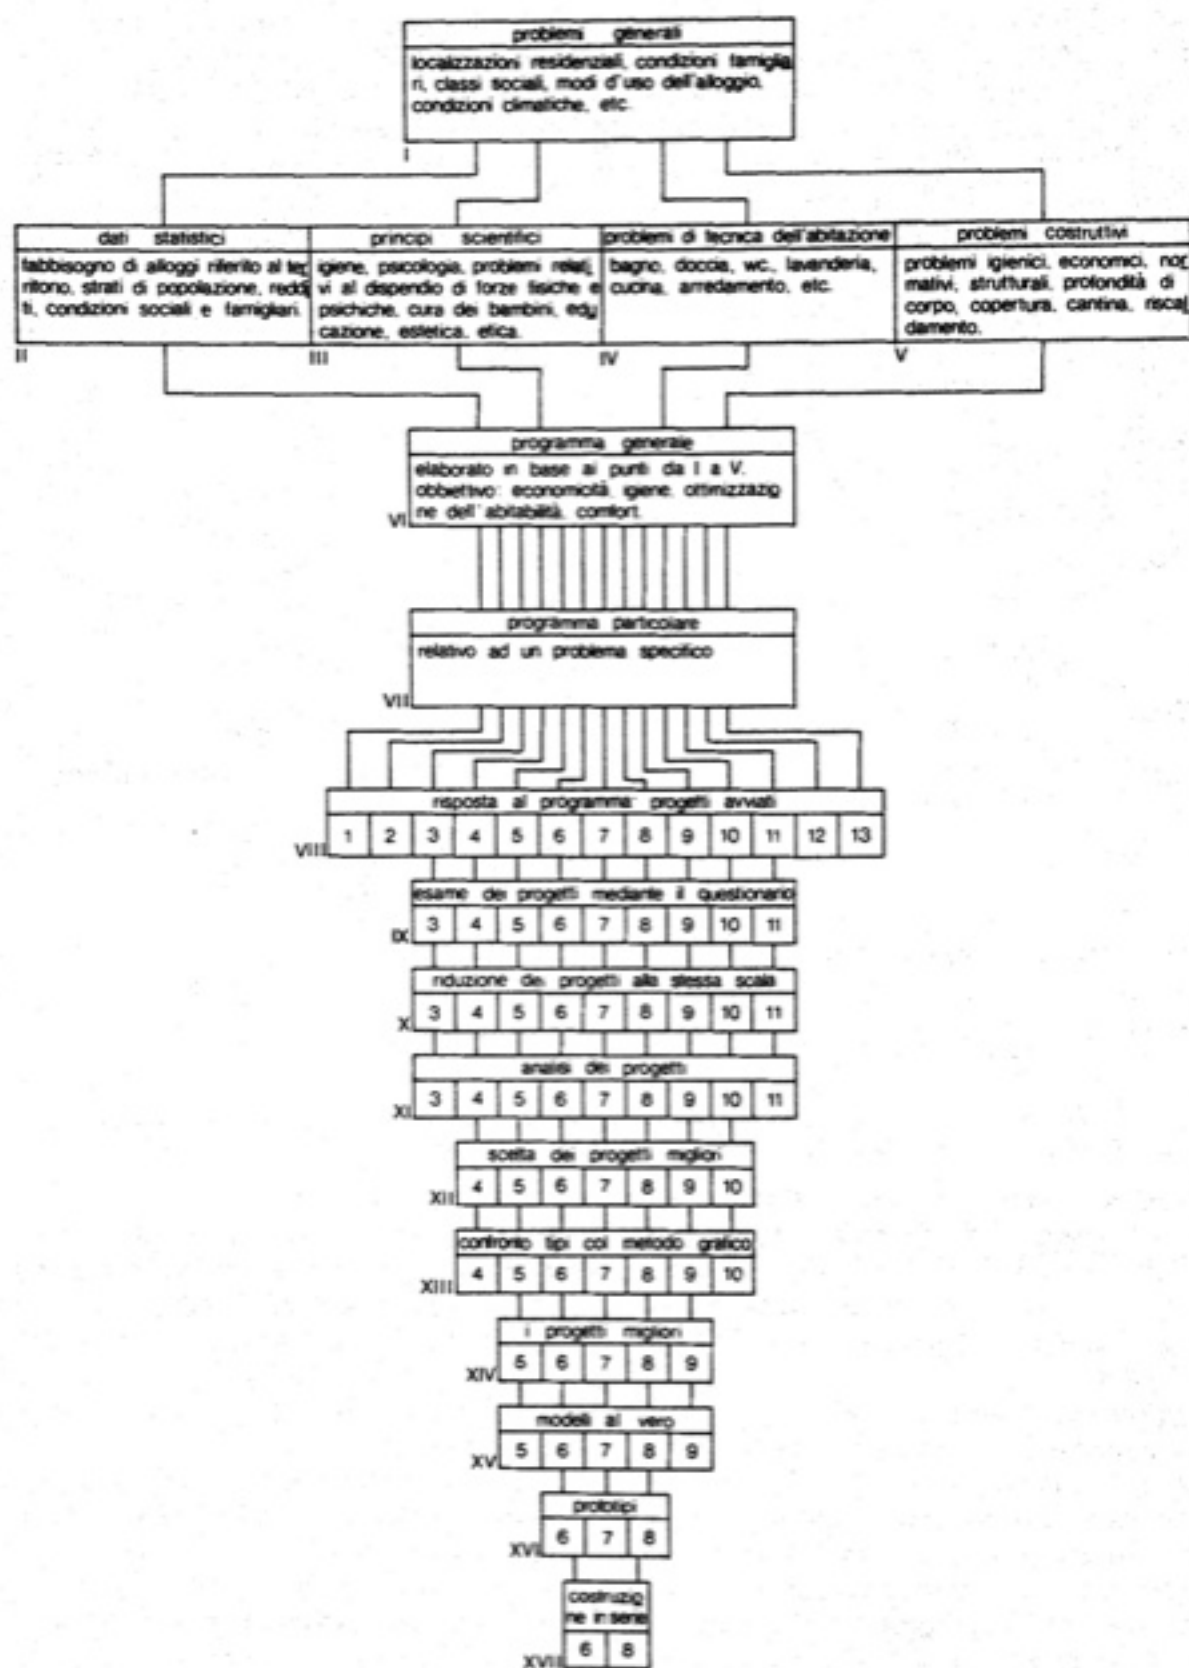 problemi generali
localizzazioni residenziali, condizioni famiglia
ri, classi sociali, modi d'uso dell'alloggio,
condizioni climatiche, etc.
I
dati statistici
fabbisogno di alloggi riferito al ter
ritorio, strati di popolazione, reddi
ti, condizioni sociali e famigliari.
II
principi scientifici
igiene, psicologia, problemi relati
vi al dispendio di forze fisiche e
psichiche, cura dei bambini, edu
cazione, estetica, etica.
III
problemi di tecnica dell'abitazione
bagno, doccia, wc., lavanderia,
cucina, arredamento, etc.
IV
problemi costruttivi
problemi igienici, economici, nor
mativi, strutturali, profondità di
corpo, copertura, cantina, riscal
damento.
V
programma generale
elaborato in base ai punti da I a V.
obbiettivo: economicità, igiene, ottimizzazio
ne dell'abitabilità, comfort.
VI
programma particolare
relativo ad un problema specifico
VII
risposta al programma: progetti avviati
VIII 1 2 3 4 5 6 7 8 9 10 11 12 13
esame dei progetti mediante il questionario
IX 3 4 5 6 7 8 9 10 11
riduzione dei progetti alla stessa scala
X 3 4 5 6 7 8 9 10 11
analisi dei progetti
XI 3 4 5 6 7 8 9 10 11
scelta dei progetti migliori
XII 4 5 6 7 8 9 10
confronto tipi col metodo grafico
XIII 4 5 6 7 8 9 10
i progetti migliori
XIV 5 6 7 8 9
modelli al vero
XV 5 6 7 8 9
prototipi
XVI 6 7 8
costruzio
ne in serie
XVII 6 8